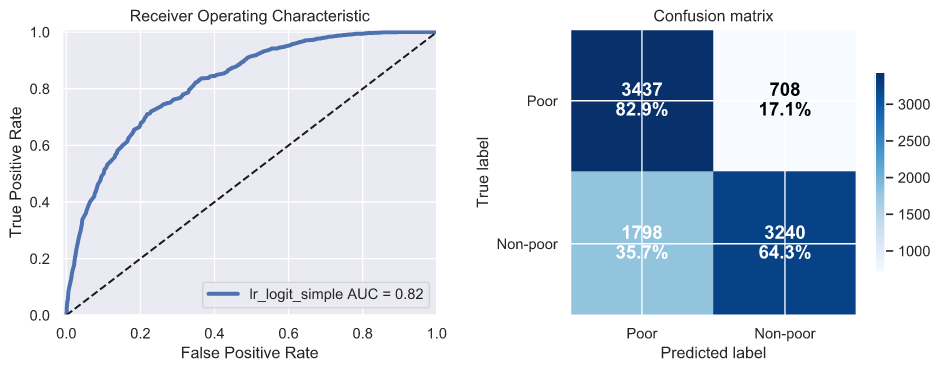 Receiver Operating Characteristic
1.0
0.8
0.6
0.4
0.2
0.0
True Positive Rate
lr_logit_simple AUC = 0.82
0.0 0.2 0.4 0.6 0.8 1.0
False Positive Rate
Confusion matrix
True label
Poor
Non-poor
3437
82.9%
708
17.1%
1798
35.7%
3240
64.3%
Poor Non-poor
Predicted label
3000
2500
2000
1500
1000